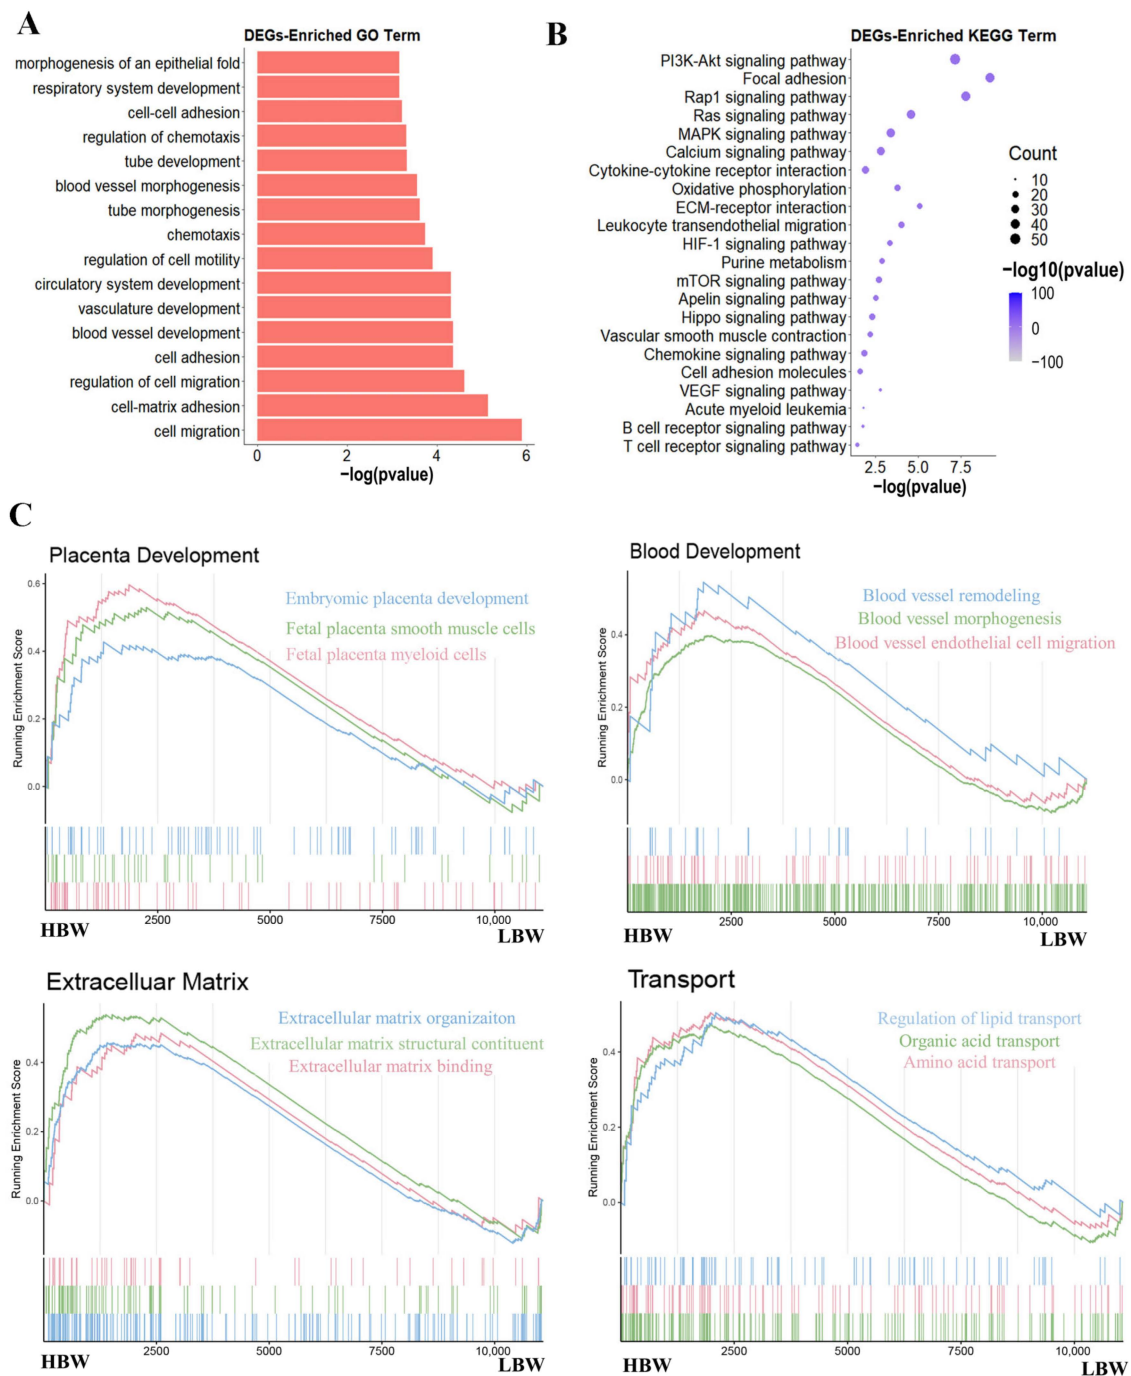 A
DEGs-Enriched GO Term
morphogenesis of an epithelial fold
respiratory system development
cell-cell adhesion
regulation of chemotaxis
tube development
blood vessel morphogenesis
tube morphogenesis
chemotaxis
regulation of cell motility
circulatory system development
vasculature development
blood vessel development
cell adhesion
regulation of cell migration
cell-matrix adhesion
cell migration
0 2 4 6
−log(pvalue)
B
DEGs-Enriched KEGG Term
PI3K-Akt signaling pathway
Focal adhesion
Rap1 signaling pathway
Ras signaling pathway
MAPK signaling pathway
Calcium signaling pathway
Cytokine-cytokine receptor interaction
Oxidative phosphorylation
ECM-receptor interaction
Leukocyte transendothelial migration
HIF-1 signaling pathway
Purine metabolism
mTOR signaling pathway
Apelin signaling pathway
Hippo signaling pathway
Vascular smooth muscle contraction
Chemokine signaling pathway
Cell adhesion molecules
VEGF signaling pathway
Acute myeloid leukemia
B cell receptor signaling pathway
T cell receptor signaling pathway
2.5 5.0 7.5
−log(pvalue)
Count
10
20
30
40
50
−log10(pvalue)
100
0
−100
C
Placenta Development
Embryomic placenta development
Fetal placenta smooth muscle cells
Fetal placenta myeloid cells
Running Enrichment Score
0.6
0.4
0.2
0.0
2500 5000 7500 10,000
HBW LBW
Blood Development
Blood vessel remodeling
Blood vessel morphogenesis
Blood vessel endothelial cell migration
Running Enrichment Score
0.4
0.2
0.0
2500 5000 7500 10,000
HBW LBW
Extracelluar Matrix
Extracellular matrix organizaiton
Extracellular matrix structural contituent
Extracellular matrix binding
Running Enrichment Score
0.4
0.2
0.0
2500 5000 7500 10,000
HBW LBW
Transport
Regulation of lipid transport
Organic acid transport
Amino acid transport
Running Enrichment Score
0.4
0.2
0.0
2500 5000 7500 10,000
HBW LBW